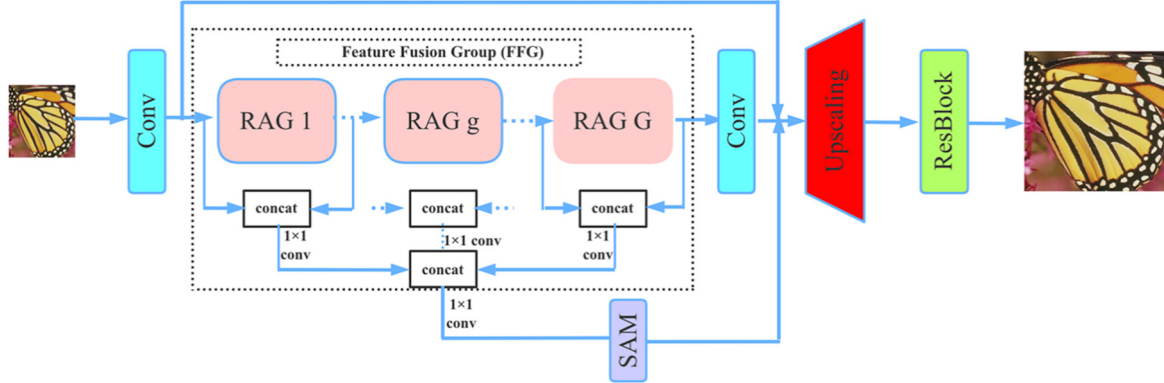 Feature Fusion Group (FFG)
Conv
RAG 1
RAG g
RAG G
Conv
Upscaling
ResBlock
concat
concat
concat
1×1
conv
1×1 conv
1×1
conv
concat
1×1
conv
SAM